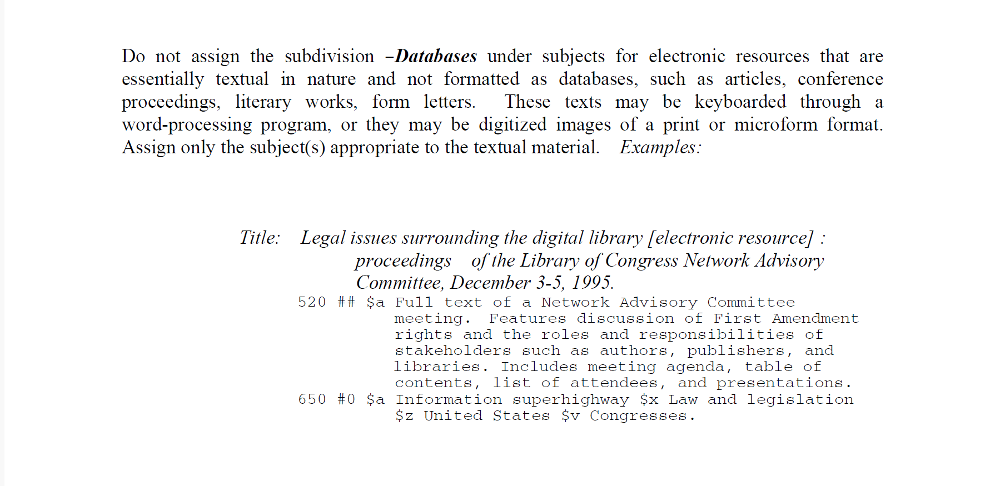 Do not assign the subdivision –Databases under subjects for electronic resources that are
essentially textual in nature and not formatted as databases, such as articles, conference
proceedings, literary works, form letters. These texts may be keyboarded through a
word-processing program, or they may be digitized images of a print or microform format.
Assign only the subject(s) appropriate to the textual material. Examples:
Title: Legal issues surrounding the digital library [electronic resource] :
proceedings of the Library of Congress Network Advisory
Committee, December 3-5, 1995.
520 ## $a Full text of a Network Advisory Committee
meeting. Features discussion of First Amendment
rights and the roles and responsibilities of
stakeholders such as authors, publishers, and
libraries. Includes meeting agenda, table of
contents, list of attendees, and presentations.
650 #0 $a Information superhighway $x Law and legislation
$z United States $v Congresses.